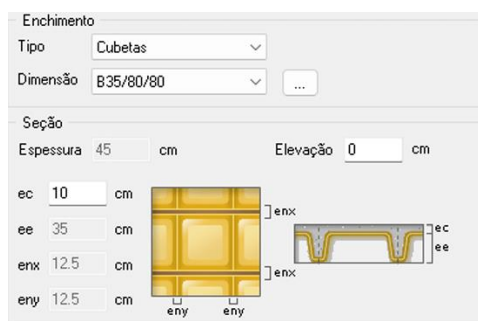 Enchimento
Tipo Cubetas
Dimensão B35/80/80 ...
Seção
Espessura 45 cm Elevação 0 cm
ec 10 cm
enx
ec
ee 35 cm
ee
enx 12.5 cm
enx
eny 12.5 cm
eny eny